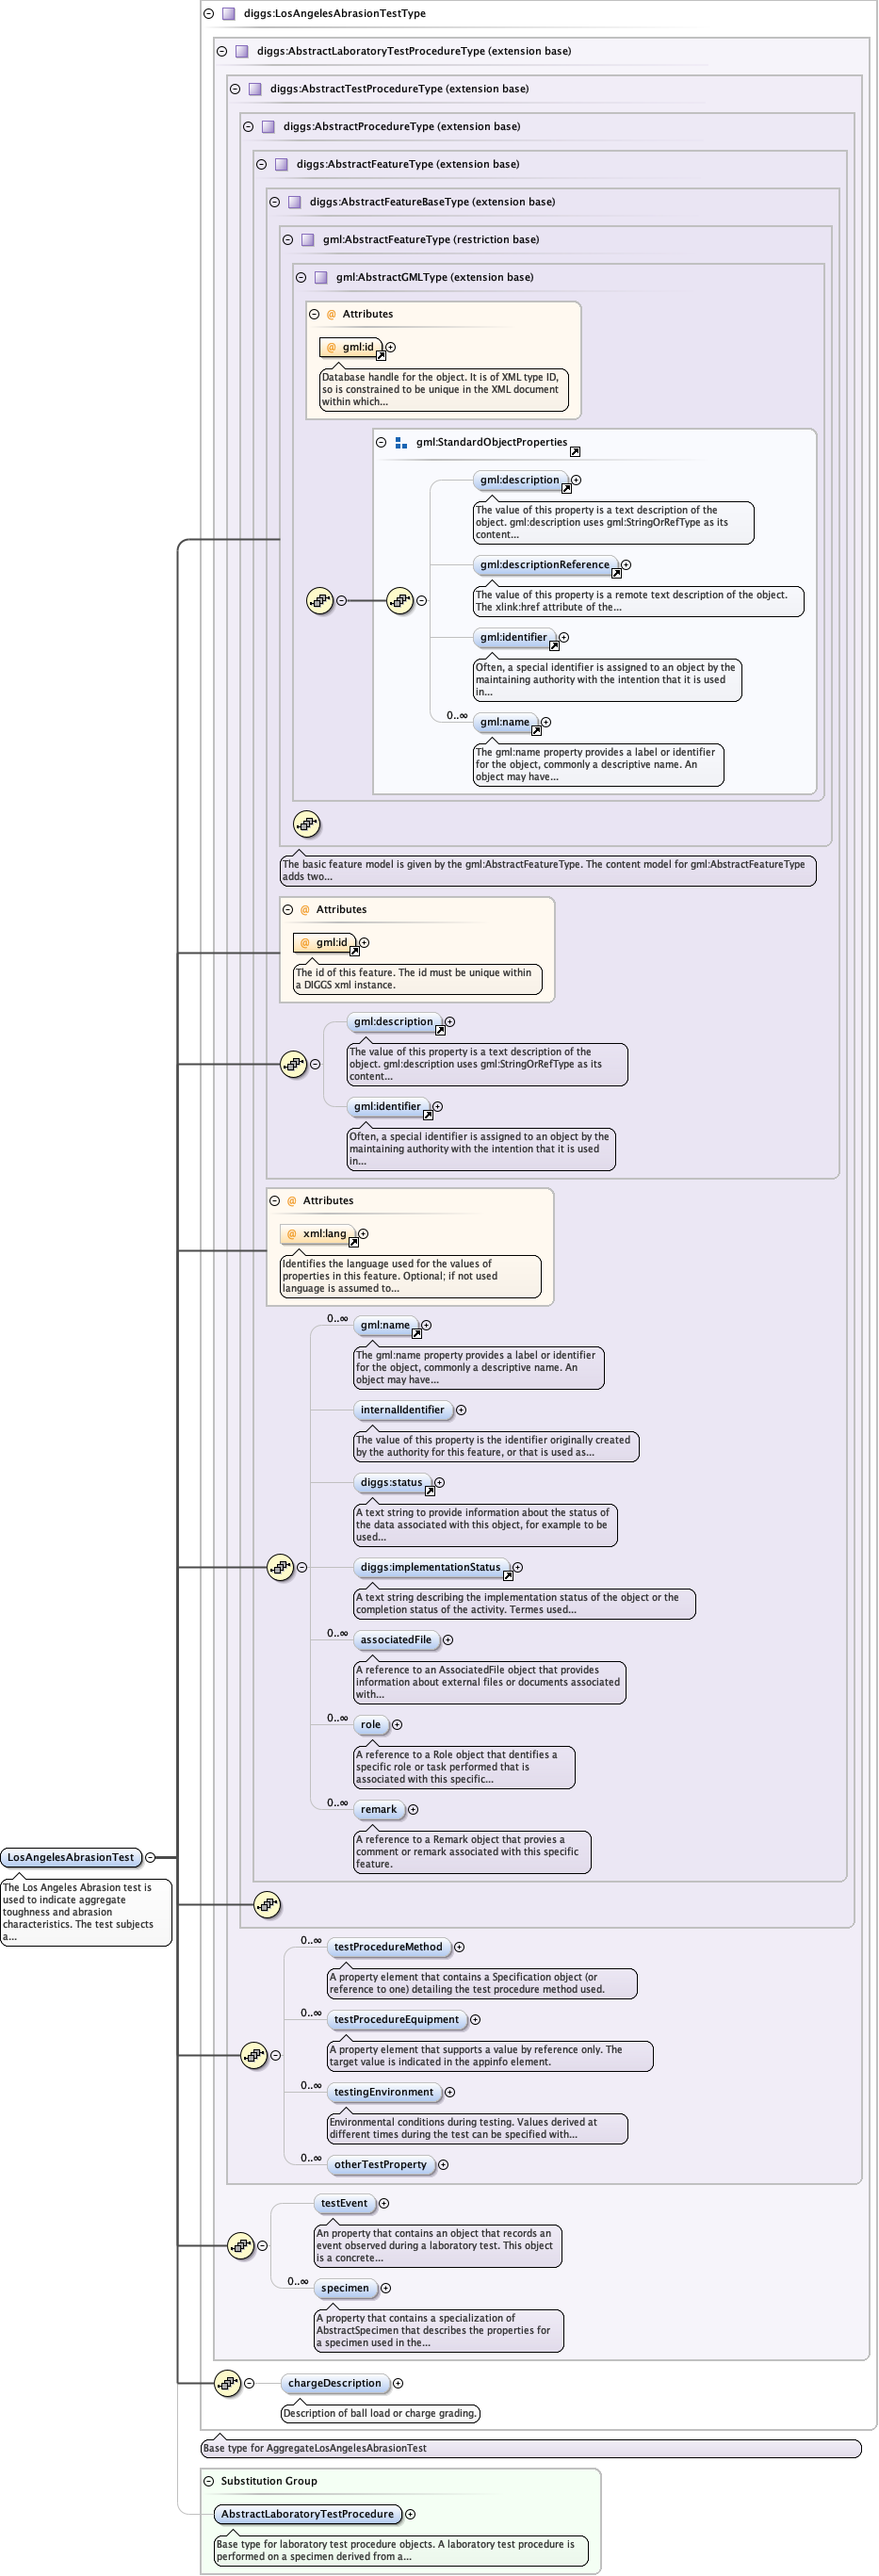 diggs:LosAngelesAbrasionTestType
diggs:AbstractLaboratoryTestProcedureType (extension base)
diggs:AbstractTestProcedureType (extension base)
diggs:AbstractProcedureType (extension base)
diggs:AbstractFeatureType (extension base)
diggs:AbstractFeatureBaseType (extension base)
gml:AbstractFeatureType (restriction base)
gml:AbstractGMLType (extension base)
@ Attributes
@ gml:id
Database handle for the object. It is of XML type ID,
so is constrained to be unique in the XML document
within which...
gml:StandardObjectProperties
gml:description
The value of this property is a text description of the
object. gml:description uses gml:StringOrRefType as its
content...
gml:descriptionReference
The value of this property is a remote text description of the object.
The xlink:href attribute of the...
gml:identifier
Often, a special identifier is assigned to an object by the
maintaining authority with the intention that it is used
in...
0..∞
gml:name
The gml:name property provides a label or identifier
for the object, commonly a descriptive name. An
object may have...
The basic feature model is given by the gml:AbstractFeatureType. The content model for gml:AbstractFeatureType
adds two...
@ Attributes
@ gml:id
The id of this feature. The id must be unique within
a DIGGS xml instance.
gml:description
The value of this property is a text description of the
object. gml:description uses gml:StringOrRefType as its
content...
gml:identifier
Often, a special identifier is assigned to an object by the
maintaining authority with the intention that it is used
in...
@ Attributes
@ xml:lang
Identifies the language used for the values of
properties in this feature. Optional; if not used
language is assumed to...
0..∞
gml:name
The gml:name property provides a label or identifier
for the object, commonly a descriptive name. An
object may have...
internalIdentifier
The value of this property is the identifier originally created
by the authority for this feature, or that is used as...
diggs:status
A text string to provide information about the status of
the data associated with this object, for example to be
used...
diggs:implementationStatus
A text string describing the implementation status of the object or the
completion status of the activity. Termes used...
0..∞
associatedFile
A reference to an AssociatedFile object that provides
information about external files or documents associated
with...
0..∞
role
A reference to a Role object that dentifies a
specific role or task performed that is
associated with this specific...
0..∞
remark
A reference to a Remark object that provies a
comment or remark associated with this specific
feature.
LosAngelesAbrasionTest
The Los Angeles Abrasion test is
used to indicate aggregate
toughness and abrasion
characteristics. The test subjects
a...
0..∞
testProcedureMethod
A property element that contains a Specification object (or
reference to one) detailing the test procedure method used.
0..∞
testProcedureEquipment
A property element that supports a value by reference only. The
target value is indicated in the appinfo element.
0..∞
testingEnvironment
Environmental conditions during testing. Values derived at
different times during the test can be specified with...
0..∞
otherTestProperty
testEvent
An property that contains an object that records an
event observed during a laboratory test. This object
is a concrete...
0..∞
specimen
A property that contains a specialization of
AbstractSpecimen that describes the properties for
a specimen used in the...
chargeDescription
Description of ball load or charge grading.
Base type for AggregateLosAngelesAbrasionTest
Substitution Group
AbstractLaboratoryTestProcedure
Base type for laboratory test procedure objects. A laboratory test procedure is
performed on a specimen derived from a...